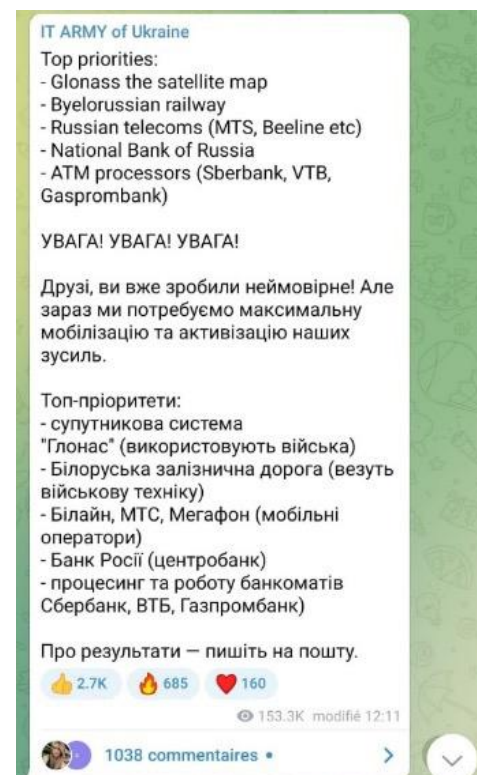 IT ARMY of Ukraine
Top priorities:
- Glonass the satellite map
- Byelorussian railway
- Russian telecoms (MTS, Beeline etc)
- National Bank of Russia
- ATM processors (Sberbank, VTB,
Gasprombank)
УВАГА! УВАГА! УВАГА!
Друзі, ви вже зробили неймовірне! Але
зараз ми потребуємо максимальну
мобілізацію та активізацію наших
зусиль.
Топ-пріоритети:
- супутникова система
"Глонас" (використовують війська)
- Білоруська залізнична дорога (везуть
військову техніку)
- Білайн, МТС, Мегафон (мобільні
оператори)
- Банк Росії (центробанк)
- процесинг та роботу банкоматів
Сбербанк, ВТБ, Газпромбанк)
Про результати — пишіть на пошту.
2.7K 685 160
153.3K modifié 12:11
1038 commentaires